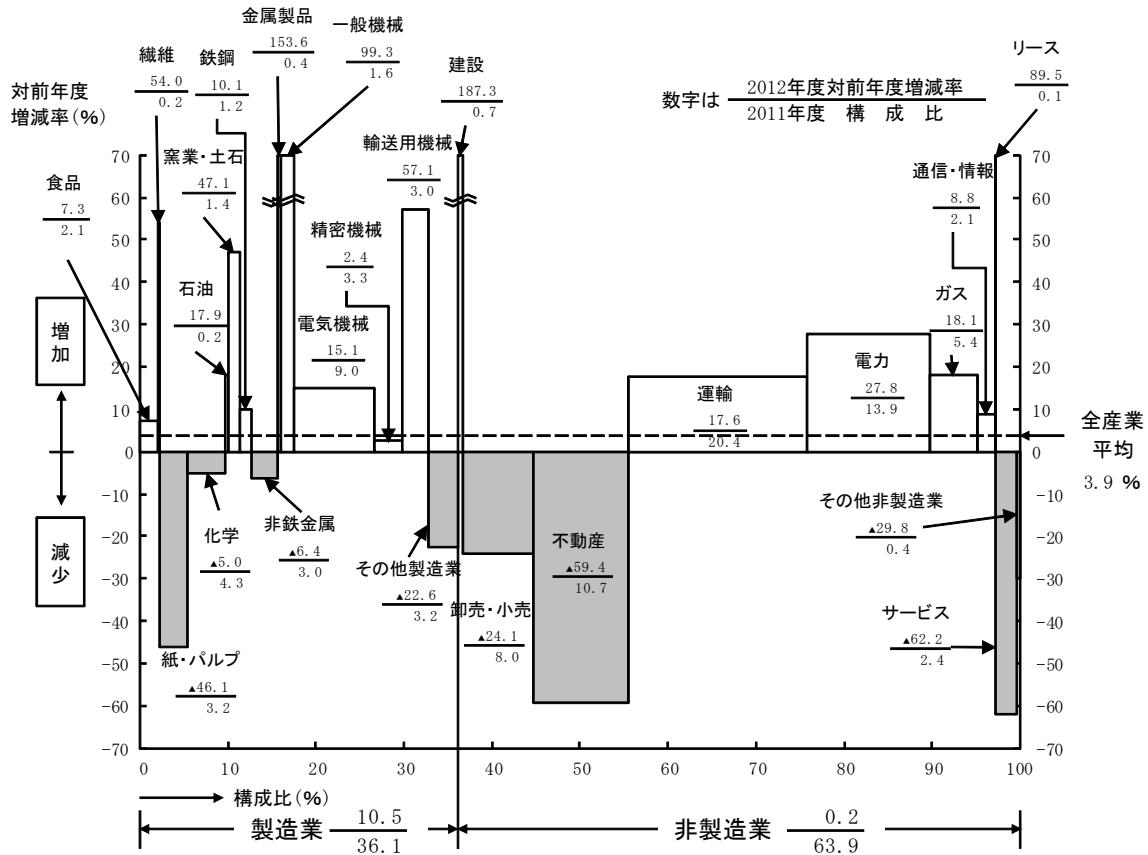 対前年度
増減率(%)
繊維
54.0
0.2
鉄鋼
10.1
1.2
金属製品
153.6
0.4
一般機械
99.3
1.6
建設
187.3
0.7
数字は 2012年度対前年度増減率
2011年度 構 成 比
リース
89.5
0.1
食品
7.3
2.1
窯業・土石
47.1
1.4
石油
17.9
0.2
輸送用機械
57.1
3.0
精密機械
2.4
3.3
電気機械
15.1
9.0
通信・情報
8.8
2.1
ガス
18.1
5.4
電力
27.8
13.9
運輸
17.6
20.4
70
60
50
40
30
20
10
0
-10
-20
-30
-40
-50
-60
-70
70
60
50
40
30
20
10
0
-10
-20
-30
-40
-50
-60
-70
増加
減少
全産業
平均
3.9 %
化学
▲5.0
4.3
非鉄金属
▲6.4
3.0
その他製造業
▲22.6
3.2
卸売・小売
▲24.1
8.0
不動産
▲59.4
10.7
その他非製造業
▲29.8
0.4
サービス
▲62.2
2.4
紙・パルプ
▲46.1
3.2
0 10 20 30 40 50 60 70 80 90 100
構成比(%)
製造業 10.5
36.1
非製造業 0.2
63.9